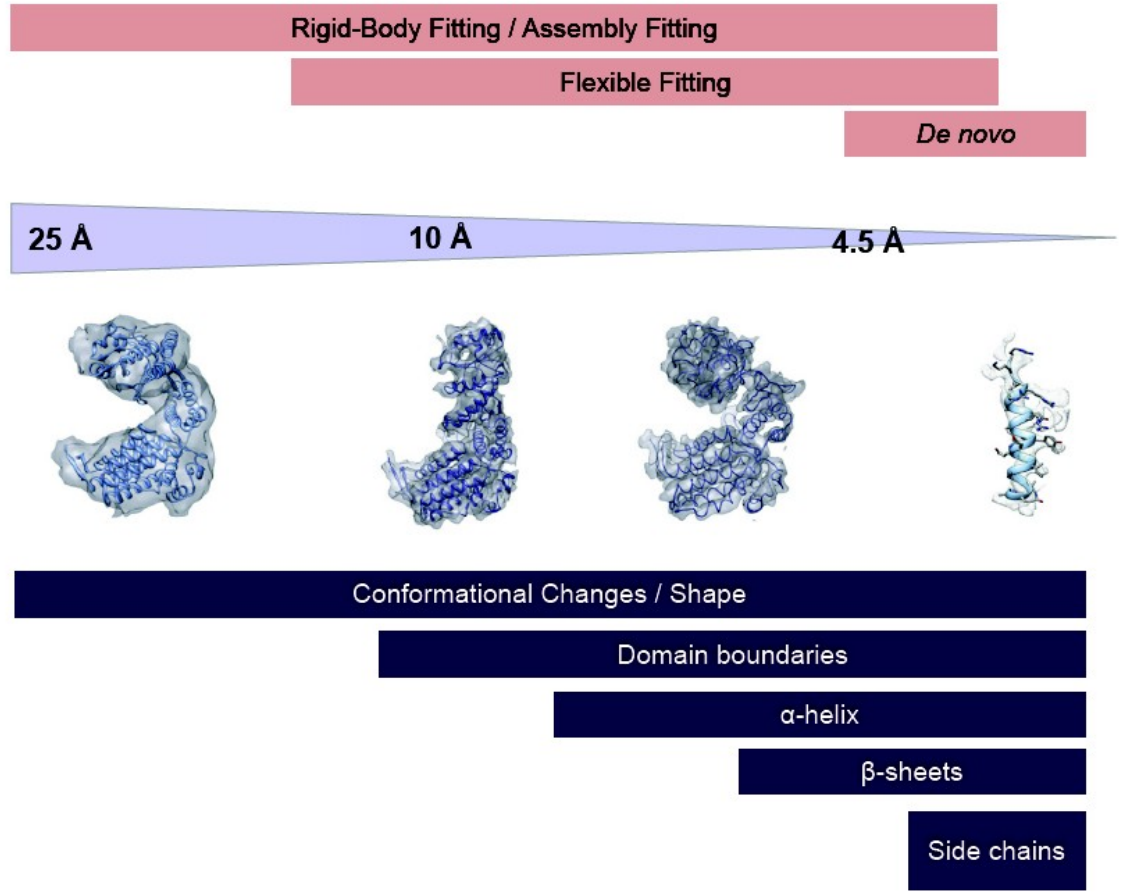 Rigid-Body Fitting / Assembly Fitting
Flexible Fitting
De novo
25 Å
10 Å
4.5 Å
Conformational Changes / Shape
Domain boundaries
α-helix
β-sheets
Side chains